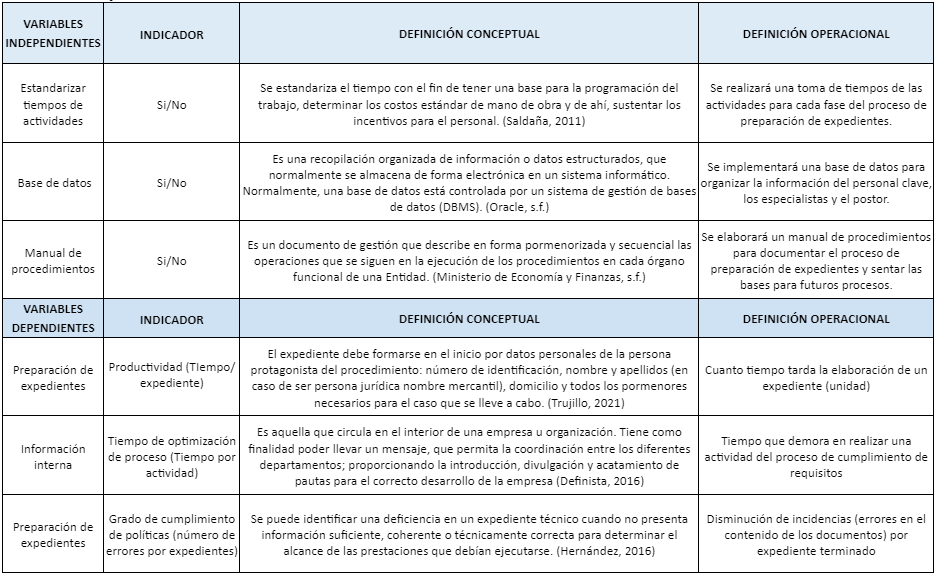 VARIABLES
INDEPENDIENTES
INDICADOR
DEFINICIÓN CONCEPTUAL
DEFINICIÓN OPERACIONAL
Estandarizar
tiempos de
actividades
Si/No
Se estandariza el tiempo con el fin de tener una base para la programación del
trabajo, determinar los costos estándar de mano de obra y de ahí, sustentar los
incentivos para el personal. (Saldaña, 2011)
Se realizará una toma de tiempos de las
actividades para cada fase del proceso de
preparación de expedientes.
Base de datos
Si/No
Es una recopilación organizada de información o datos estructurados, que
normalmente se almacena de forma electrónica en un sistema informático.
Normalmente, una base de datos está controlada por un sistema de gestión de bases
de datos (DBMS). (Oracle, s.f.)
Se implementará una base de datos para
organizar la información del personal clave,
los especialistas y el postor.
Manual de
procedimientos
Si/No
Es un documento de gestión que describe en forma pormenorizada y secuencial las
operaciones que se siguen en la ejecución de los procedimientos en cada órgano
funcional de una Entidad. (Ministerio de Economía y Finanzas, s.f.)
Se elaborará un manual de procedimientos
para documentar el proceso de
preparación de expedientes y sentar las
bases para futuros procesos.
VARIABLES
DEPENDIENTES
INDICADOR
DEFINICIÓN CONCEPTUAL
DEFINICIÓN OPERACIONAL
Preparación de
expedientes
Productividad (TIempo/
expediente)
El expediente debe formarse en el inicio por datos personales de la persona
protagonista del procedimiento: número de identificación, nombre y apellidos (en
caso de ser persona jurídica nombre mercantil), domicilio y todos los pormenores
necesarios para el caso que se lleve a cabo. (Trujillo, 2021)
Cuanto tiempo tarda la elaboración de un
expediente (unidad)
Información
interna
Tiempo de optimización
de proceso (Tiempo por
actividad)
Es aquella que circula en el interior de una empresa u organización. Tiene como
finalidad poder llevar un mensaje, que permita la coordinación entre los diferentes
departamentos; proporcionando la introducción, divulgación y acatamiento de
pautas para el correcto desarrollo de la empresa (Definista, 2016)
Tiempo que demora en realizar una
actividad del proceso de cumplimiento de
requisitos
Preparación de
expedientes
Grado de cumplimiento
de políticas (número de
errores por expedientes)
Se puede identificar una deficiencia en un expediente técnico cuando no presenta
información suficiente, coherente o técnicamente correcta para determinar el
alcance de las prestaciones que debían ejecutarse. (Hernández, 2016)
Disminución de incidencias (errores en el
contenido de los documentos) por
expediente terminado